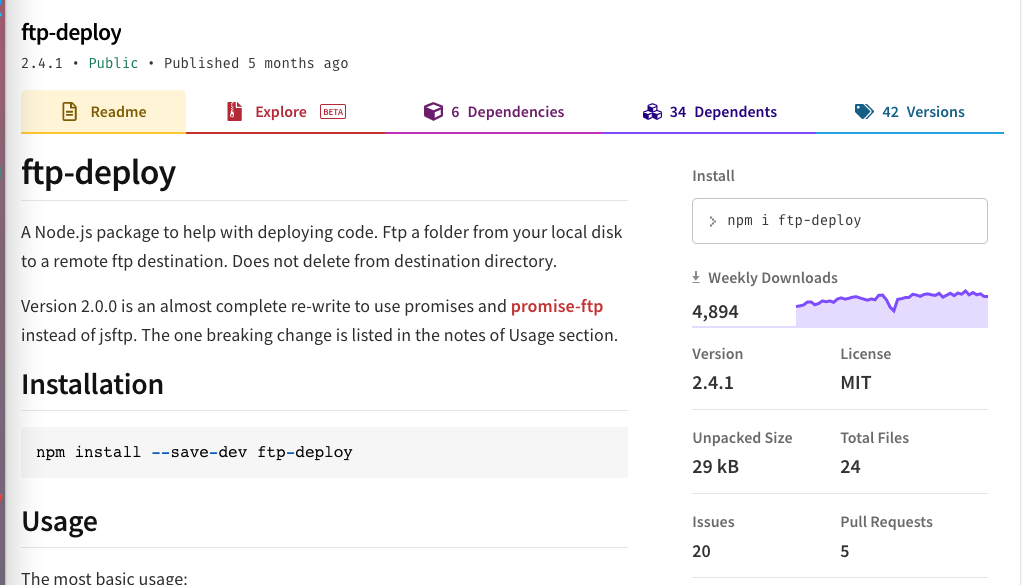 ftp-deploy
2.4.1 • Public • Published 5 months ago
Readme
Explore BETA
6 Dependencies
34 Dependents
42 Versions
ftp-deploy
A Node.js package to help with deploying code. Ftp a folder from your local disk
to a remote ftp destination. Does not delete from destination directory.
Version 2.0.0 is an almost complete re-write to use promises and promise-ftp
instead of jsftp. The one breaking change is listed in the notes of Usage section.
Installation
npm install --save-dev ftp-deploy
Usage
The most basic usage:
Install
npm i ftp-deploy
Weekly Downloads
4,894
Version
2.4.1
License
MIT
Unpacked Size
29 kB
Total Files
24
Issues
20
Pull Requests
5